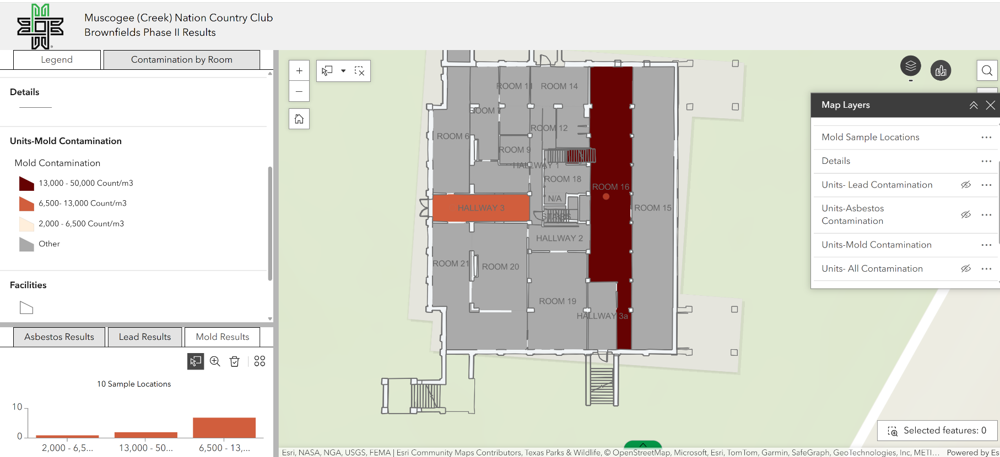 Muscogee (Creek) Nation Country Club
Brownfields Phase II Results
Legend
Contamination by Room
Details
Units-Mold Contamination
Mold Contamination
13,000 - 50,000 Count/m3
6,500- 13,000 Count/m3
2,000 - 6,500 Count/m3
Other
Facilities
Asbestos Results
Lead Results
Mold Results
10 Sample Locations
10
0
2,000 - 6,5...
13,000 - 50...
6,500 - 13,...
ROOM 11
ROOM 14
ROOM 7
ROOM 12
ROOM 6
ROOM 9
HALLWAY 1
ROOM 18
ROOM 16
N/A
HALLWAY 3
ROOM 15
STAIRS
HALLWAY 2
ROOM 21
ROOM 20
ROOM 19
HALLWAY 3a
Map Layers
Mold Sample Locations
Details
Units- Lead Contamination
Units-Asbestos
Contamination
Units-Mold Contamination
Units- All Contamination
Selected features: 0
Esri, NASA, NGA, USGS, FEMA | Esri Community Maps Contributors, Texas Parks & Wildlife, © OpenStreetMap, Microsoft, Esri, TomTom, Garmin, SafeGraph, GeoTechnologies, Inc, METI... Powered by Es